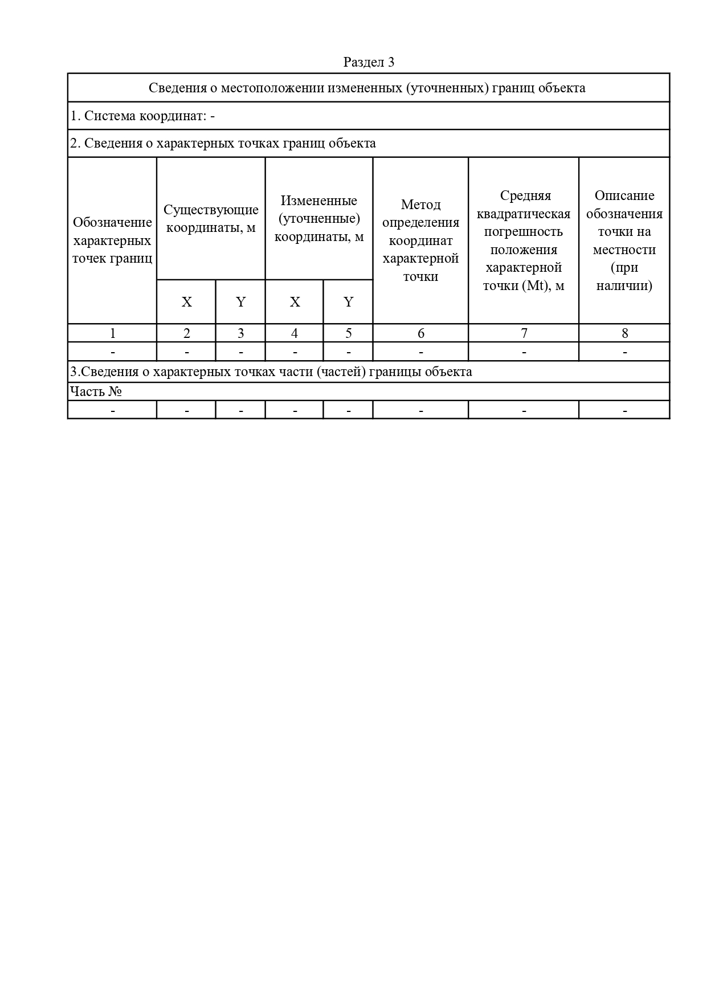 Раздел 3
Сведения о местоположении измененных (уточненных) границ объекта
1. Система координат: -
2. Сведения о характерных точках границ объекта
Обозначение
характерных
точек границ
Существующие
координаты, м
Измененные
(уточненные)
координаты, м
Метод
определения
координат
характерной
точки
Средняя
квадратическая
погрешность
положения
характерной
точки (Mt), м
Описание
обозначения
точки на
местности
(при
наличии)
X Y X Y
1 2 3 4 5 6 7 8
- - - - - - - -
3.Сведения о характерных точках части (частей) границы объекта
Часть №
- - - - - - - -